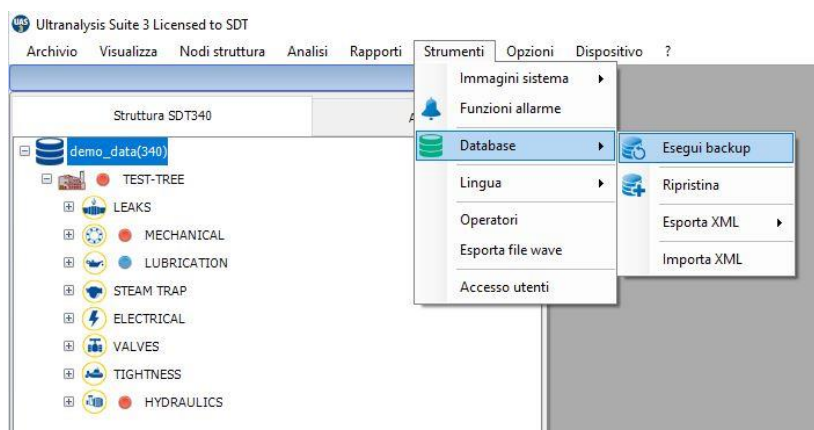 UAS
3
Ultranalysis Suite 3 Licensed to SDT
Archivio Visualizza Nodi struttura Analisi Rapporti Strumenti Opzioni Dispositivo ?
Struttura SDT340
A
demo_data(340)
TEST-TREE
LEAKS
MECHANICAL
LUBRICATION
STEAM TRAP
ELECTRICAL
VALVES
TIGHTNESS
HYDRAULICS
Immagini sistema
Funzioni allarme
Database
Lingua
Operatori
Esporta file wave
Accesso utenti
Esegui backup
Ripristina
Esporta XML
Importa XML